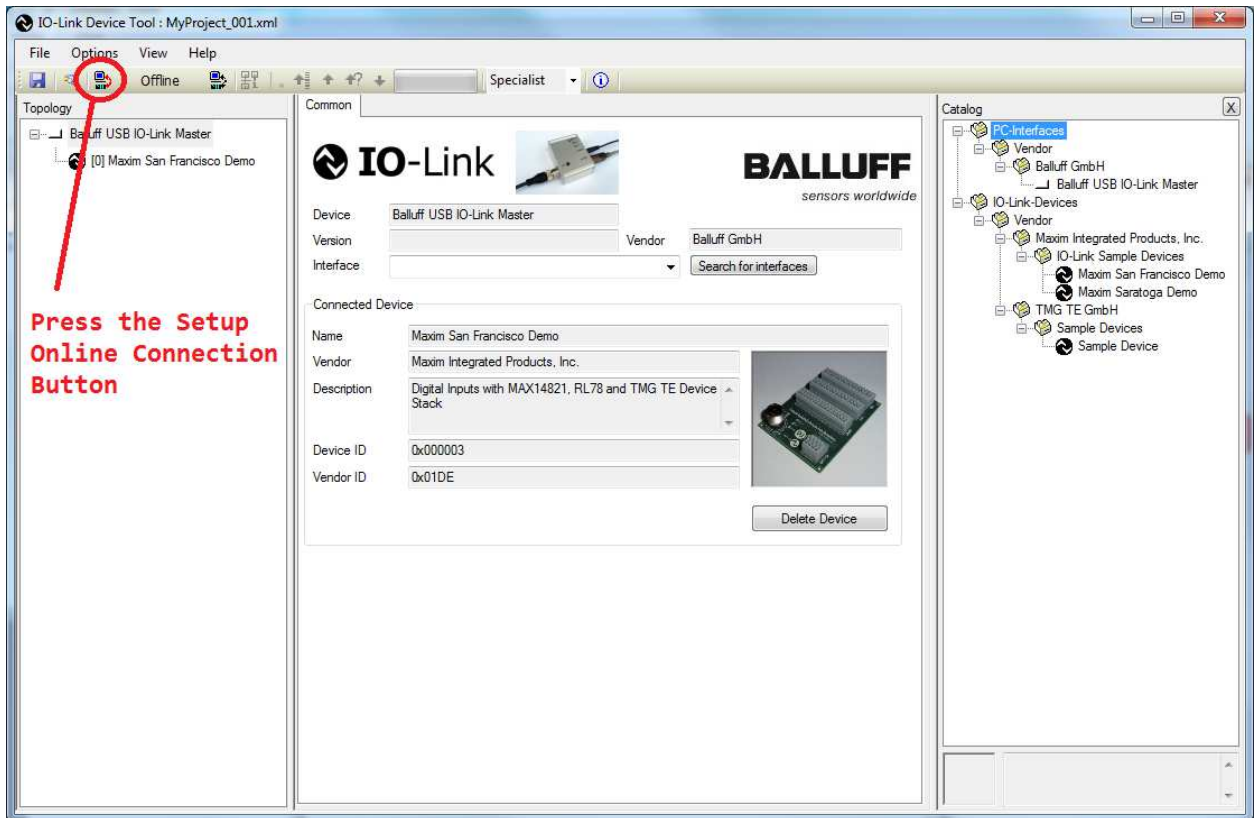 IO-Link Device Tool : MyProject_001.xml
File Options View Help
Offline Specialist
Topology
Balluff USB IO-Link Master
[0] Maxim San Francisco Demo
Press the Setup
Online Connection
Button
Common
IO-Link
BALLUFF
sensors worldwide
Device Balluff USB IO-Link Master
Version Vendor Balluff GmbH
Interface Search for interfaces
Connected Device
Name Maxim San Francisco Demo
Vendor Maxim Integrated Products, Inc.
Description Digital Inputs with MAX14821, RL78 and TMG TE Device
Stack
Device ID 0x000003
Vendor ID 0x01DE
Delete Device
Catalog X
PC-Interfaces
Vendor
Balluff GmbH
Balluff USB IO-Link Master
IO-Link-Devices
Vendor
Maxim Integrated Products, Inc.
IO-Link Sample Devices
Maxim San Francisco Demo
Maxim Saratoga Demo
TMG TE GmbH
Sample Devices
Sample Device